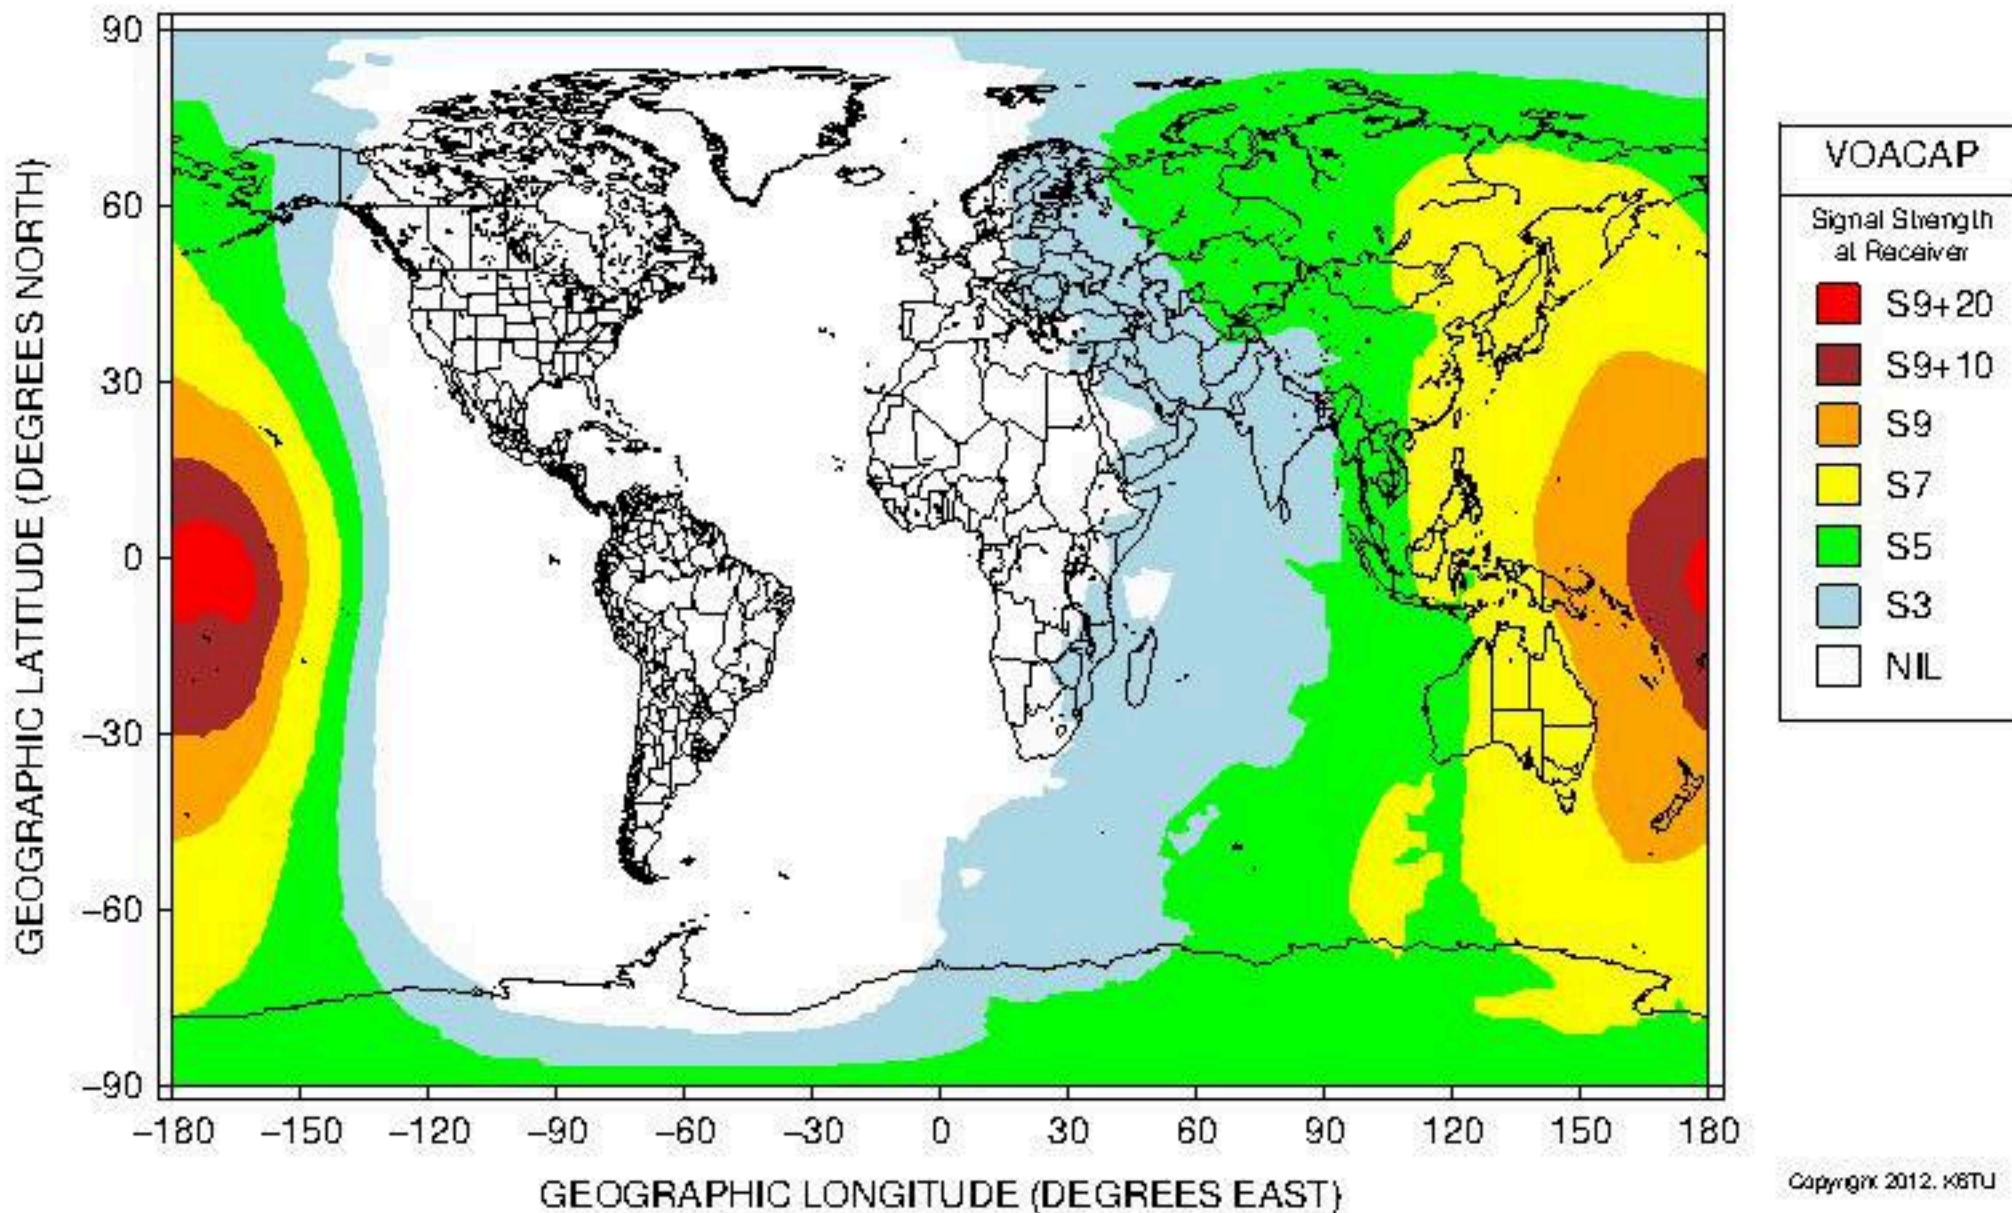 90
60
30
0
−30
−60
−90
GEOGRAPHIC LATITUDE (DEGREES NORTH)
−180 −150 −120 −90 −60 −30 0 30 60 90 120 150 180
GEOGRAPHIC LONGITUDE (DEGREES EAST)
VOACAP
Signal Strength
at Receiver
S9+20
S9+10
S9
S7
S5
S3
NIL
Copyright 2012, K6TU